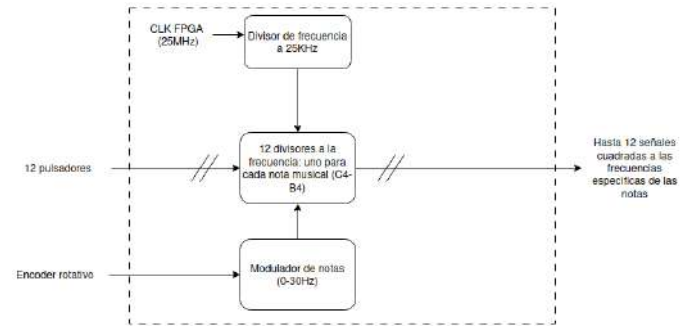 CLK FPGA
(25MHz)
Divisor de frecuencia
a 25KHz
12 pulsadores
12 divisores a la
frecuencia: uno para
cada nota musical (C4-
B4)
Hasta 12 señales
cuadradas a las
frecuencias
específicas de las
notas
Encoder rotativo
Modulador de notas
(0-30Hz)